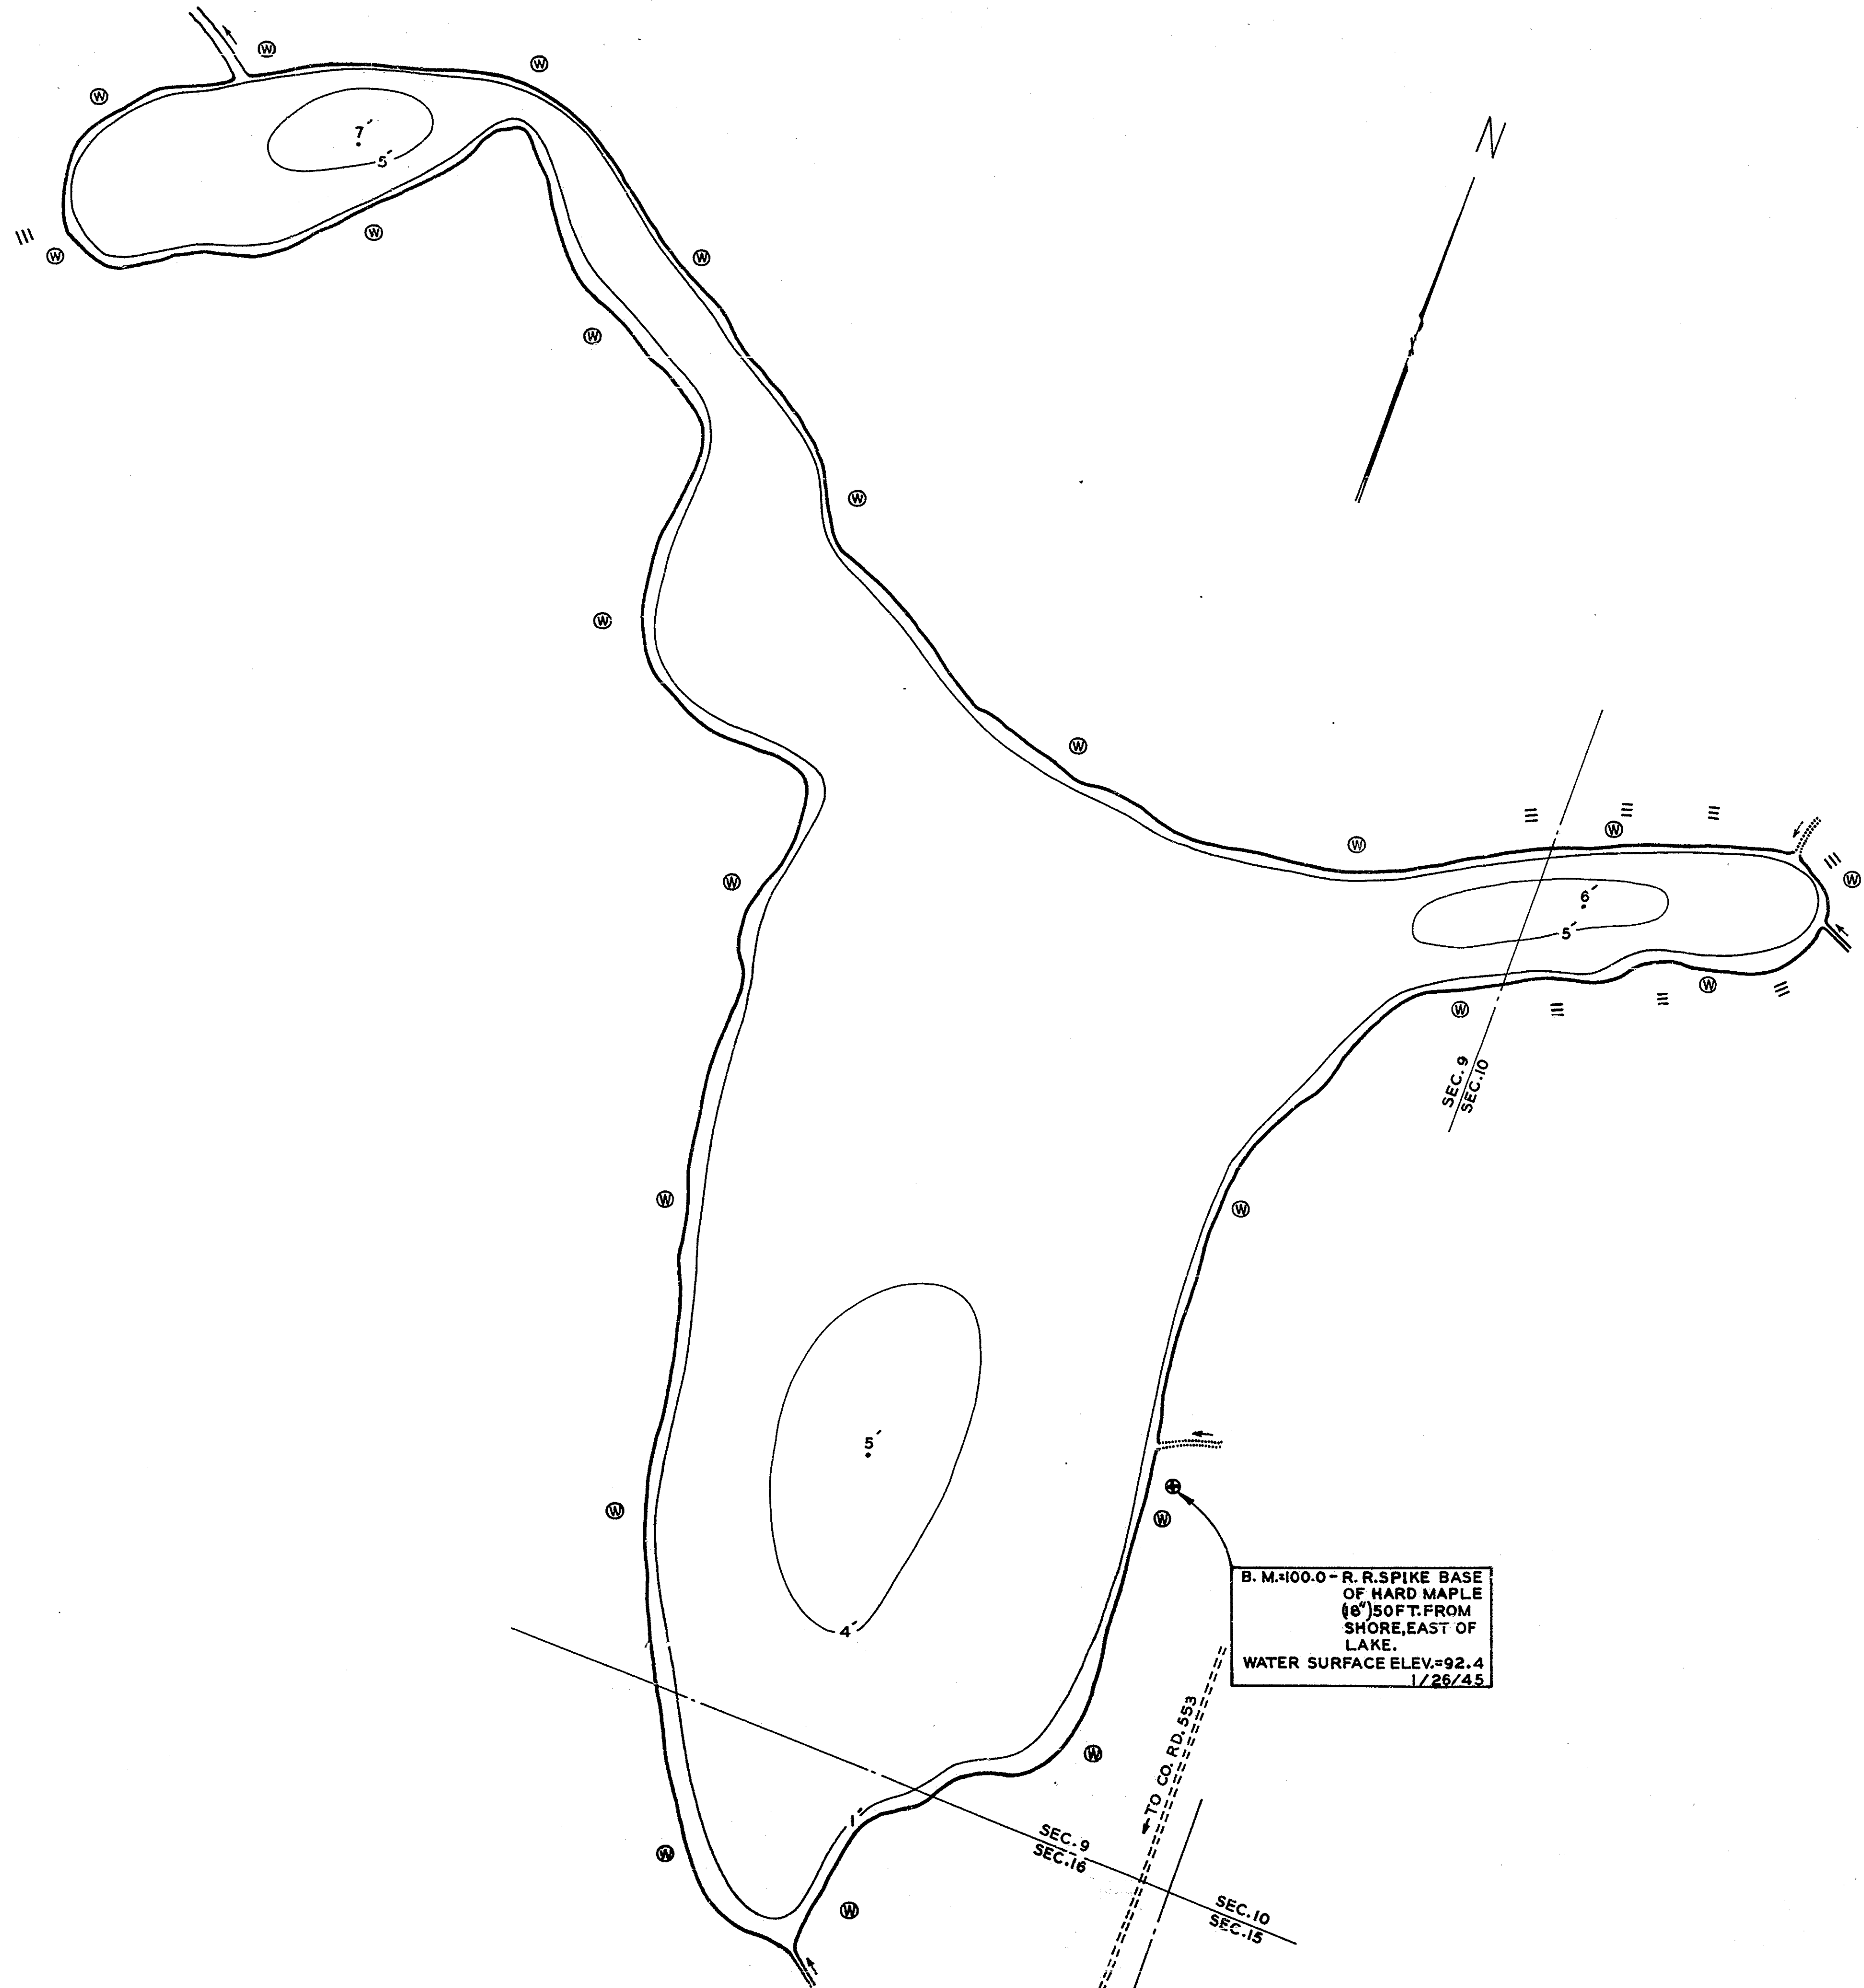 W
W
W
N
7'
5'
W
W
W
W
W
W
W
W
W
W
W
6'
5'
W
W
SEC. 9
SEC. 10
W
W
W
5'
W
W
B. M.=100.0 - R. R. SPIKE BASE
OF HARD MAPLE
(18") 50 FT. FROM
SHORE, EAST OF
LAKE.
WATER SURFACE ELEV.=92.4
1/26/45
4'
TO CO. RD. 553
W
1'
SEC. 9
SEC. 16
W
W
SEC. 10
SEC. 15